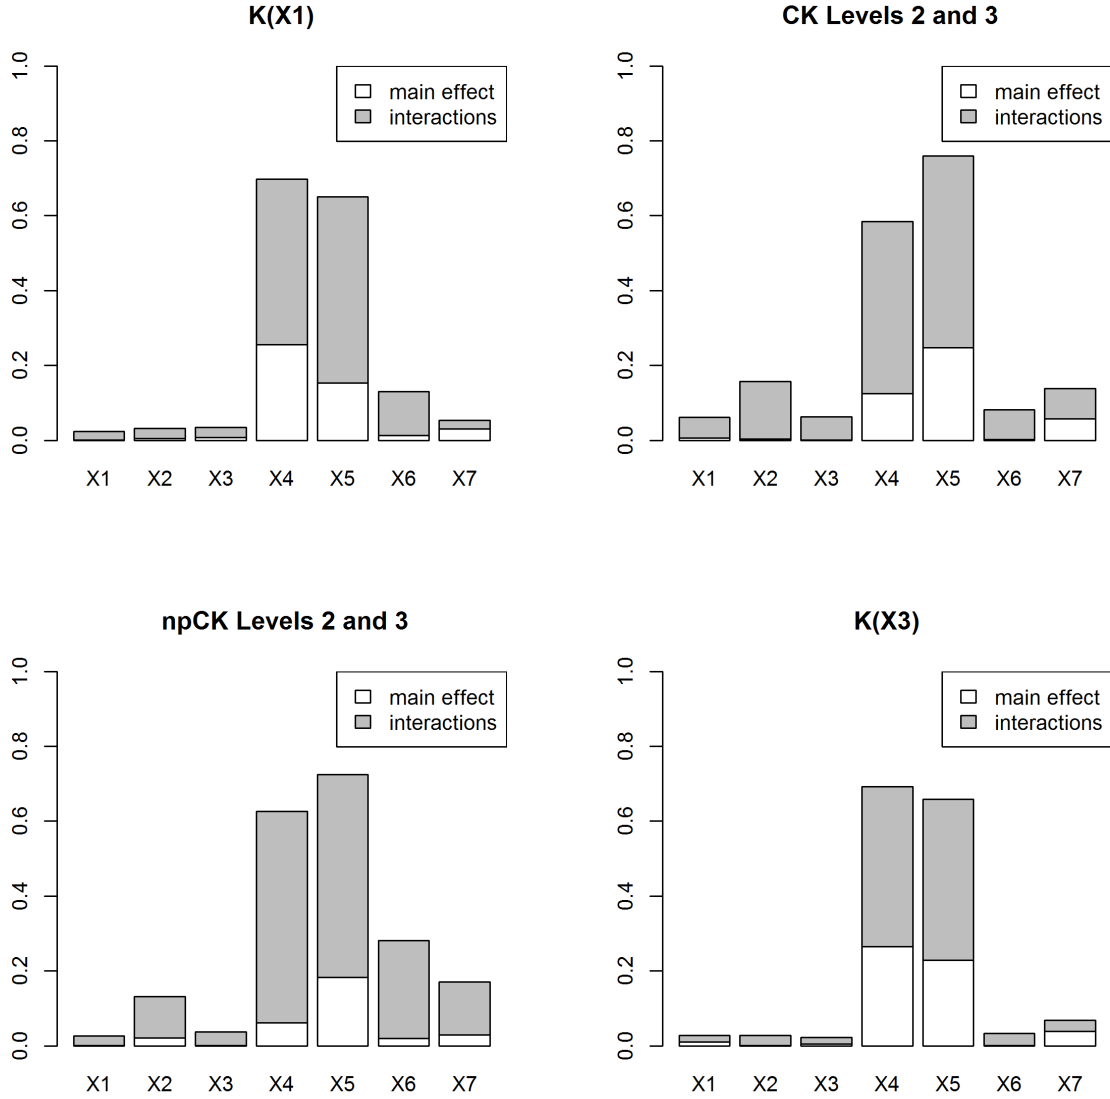 K(X1)
main effect
interactions
0.0 0.2 0.4 0.6 0.8 1.0
X1 X2 X3 X4 X5 X6 X7
CK Levels 2 and 3
main effect
interactions
0.0 0.2 0.4 0.6 0.8 1.0
X1 X2 X3 X4 X5 X6 X7
npCK Levels 2 and 3
main effect
interactions
0.0 0.2 0.4 0.6 0.8 1.0
X1 X2 X3 X4 X5 X6 X7
K(X3)
main effect
interactions
0.0 0.2 0.4 0.6 0.8 1.0
X1 X2 X3 X4 X5 X6 X7